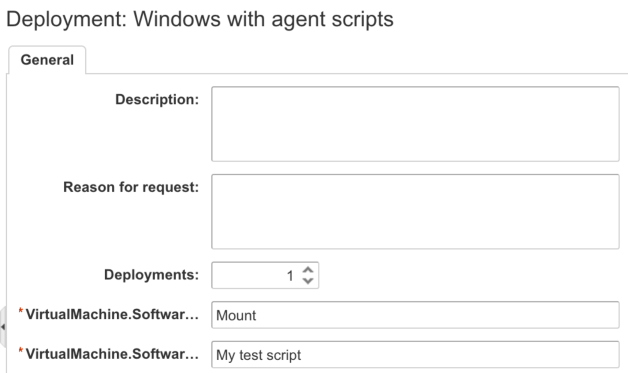 Deployment: Windows with agent scripts
General
Description:
Reason for request:
Deployments: 1
* VirtualMachine.Softwar... Mount
* VirtualMachine.Softwar... My test script